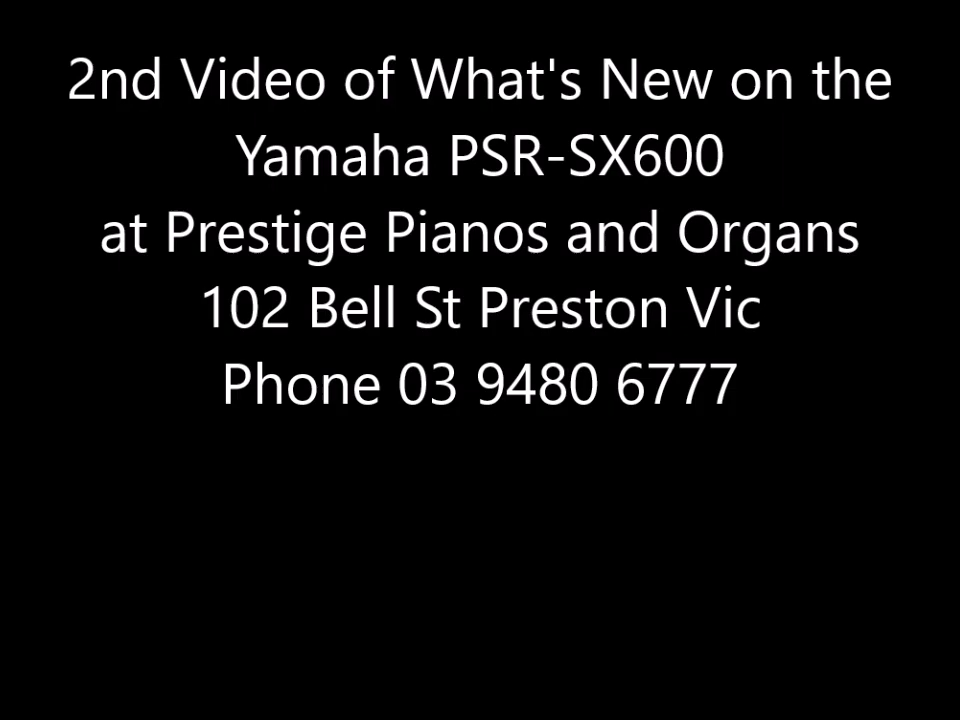 2nd Video of What's New on the
Yamaha PSR-SX600
at Prestige Pianos and Organs
102 Bell St Preston Vic
Phone 03 9480 6777